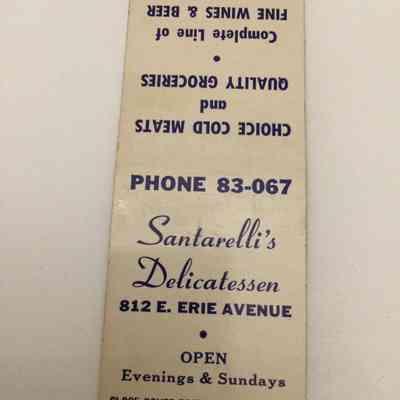 FINE WINES & BEER
Complete Line of
•
QUALITY GROCERIES
and
CHOICE COLD MEATS
PHONE 83-067
Santarelli's
Delicatessen
812 E. ERIE AVENUE
•
OPEN
Evenings & Sundays